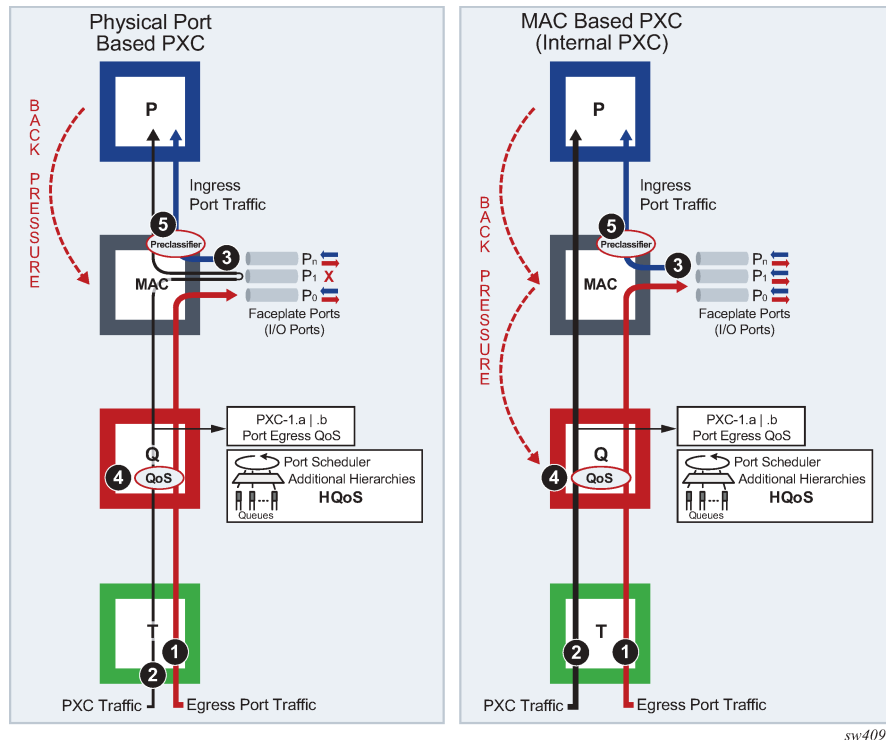 Physical Port
Based PXC
P
BACK PRESSURE
Ingress
Port Traffic
5
Preclassifier
3
MAC
Pn
P1 X
P0
Faceplate Ports
(I/O Ports)
PXC-1.a | .b
Port Egress QoS
Q
4
QoS
Port Scheduler
Additional Hierarchies
HQoS
Queues
T
1
2
PXC Traffic
Egress Port Traffic
MAC Based PXC
(Internal PXC)
P
BACK PRESSURE
Ingress
Port Traffic
5
Preclassifier
3
MAC
Pn
P1
P0
Faceplate Ports
(I/O Ports)
PXC-1.a | .b
Port Egress QoS
Q
4
QoS
Port Scheduler
Additional Hierarchies
HQoS
Queues
T
2
1
PXC Traffic
Egress Port Traffic
sw409